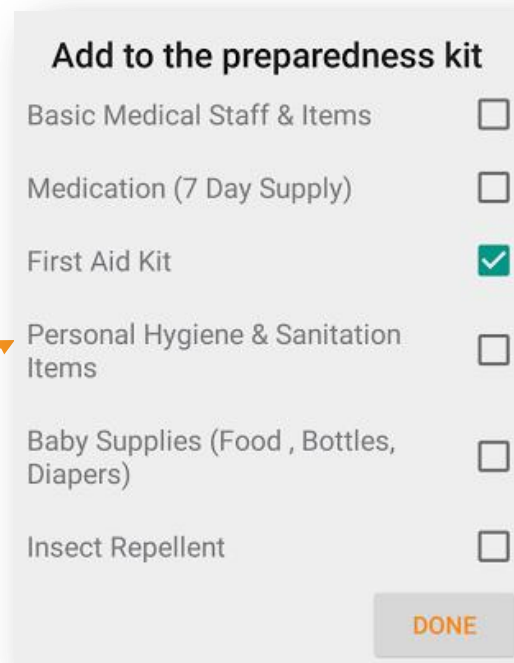 Add to the preparedness kit
Basic Medical Staff & Items
Medication (7 Day Supply)
First Aid Kit
Personal Hygiene & Sanitation
Items
Baby Supplies (Food , Bottles,
Diapers)
Insect Repellent
DONE